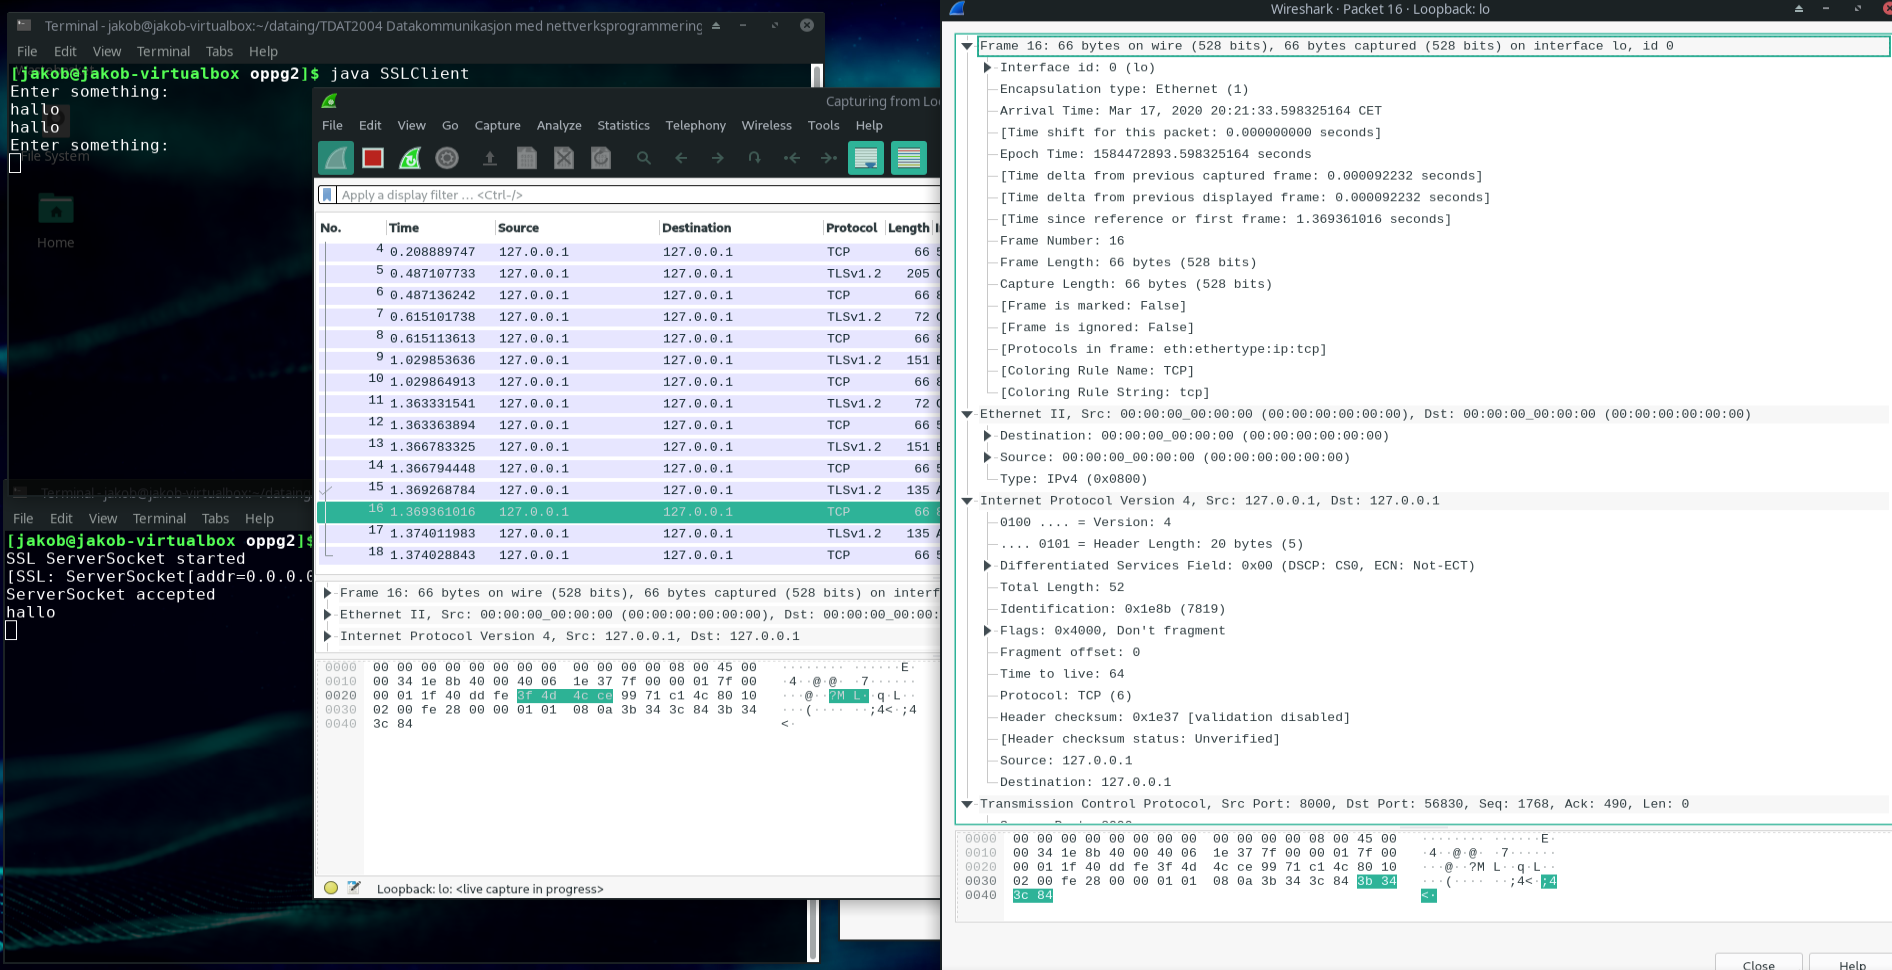 Terminal - jakob@jakob-virtualbox:~/dataing/TDAT2004 Datakommunikasjon med nettverksprogrammering
File Edit View Terminal Tabs Help
[jakob@jakob-virtualbox oppg2]$ java SSLClient
Enter something:
hallo
hallo
Enter something:
File System
Home
Terminal - jakob@jakob-virtualbox:~/dataing
File Edit View Terminal Tabs Help
[jakob@jakob-virtualbox oppg2]$
SSL ServerSocket started
[SSL: ServerSocket[addr=0.0.0.0
ServerSocket accepted
hallo
Capturing from Lo
File Edit View Go Capture Analyze Statistics Telephony Wireless Tools Help
Apply a display filter ... <Ctrl-/>
No. Time Source Destination Protocol Length
4 0.208889747 127.0.0.1 127.0.0.1 TCP 66 5
5 0.487107733 127.0.0.1 127.0.0.1 TLSv1.2 205 C
6 0.487136242 127.0.0.1 127.0.0.1 TCP 66 8
7 0.615101738 127.0.0.1 127.0.0.1 TLSv1.2 72 C
8 0.615113613 127.0.0.1 127.0.0.1 TCP 66 8
9 1.029853636 127.0.0.1 127.0.0.1 TLSv1.2 151 E
10 1.029864913 127.0.0.1 127.0.0.1 TCP 66 8
11 1.363331541 127.0.0.1 127.0.0.1 TLSv1.2 72 C
12 1.363363894 127.0.0.1 127.0.0.1 TCP 66 5
13 1.366783325 127.0.0.1 127.0.0.1 TLSv1.2 151 E
14 1.366794448 127.0.0.1 127.0.0.1 TCP 66 5
15 1.369268784 127.0.0.1 127.0.0.1 TLSv1.2 135 A
16 1.369361016 127.0.0.1 127.0.0.1 TCP 66 8
17 1.374011983 127.0.0.1 127.0.0.1 TLSv1.2 135 A
18 1.374028843 127.0.0.1 127.0.0.1 TCP 66 5
Frame 16: 66 bytes on wire (528 bits), 66 bytes captured (528 bits) on interf
Ethernet II, Src: 00:00:00_00:00:00 (00:00:00:00:00:00), Dst: 00:00:00_00:00:
Internet Protocol Version 4, Src: 127.0.0.1, Dst: 127.0.0.1
0000 00 00 00 00 00 00 00 00 00 00 00 00 08 00 45 00 ········ ······E·
0010 00 34 1e 8b 40 00 40 06 1e 37 7f 00 00 01 7f 00 ·4··@·@· ·7······
0020 00 01 1f 40 dd fe 3f 4d 4c ce 99 71 c1 4c 80 10 ···@··?M L··q·L··
0030 02 00 fe 28 00 00 01 01 08 0a 3b 34 3c 84 3b 34 ···(···· ··;4<·;4
0040 3c 84 <·
Loopback: lo: <live capture in progress>
Wireshark · Packet 16 · Loopback: lo
Frame 16: 66 bytes on wire (528 bits), 66 bytes captured (528 bits) on interface lo, id 0
Interface id: 0 (lo)
Encapsulation type: Ethernet (1)
Arrival Time: Mar 17, 2020 20:21:33.598325164 CET
[Time shift for this packet: 0.000000000 seconds]
Epoch Time: 1584472893.598325164 seconds
[Time delta from previous captured frame: 0.000092232 seconds]
[Time delta from previous displayed frame: 0.000092232 seconds]
[Time since reference or first frame: 1.369361016 seconds]
Frame Number: 16
Frame Length: 66 bytes (528 bits)
Capture Length: 66 bytes (528 bits)
[Frame is marked: False]
[Frame is ignored: False]
[Protocols in frame: eth:ethertype:ip:tcp]
[Coloring Rule Name: TCP]
[Coloring Rule String: tcp]
Ethernet II, Src: 00:00:00_00:00:00 (00:00:00:00:00:00), Dst: 00:00:00_00:00:00 (00:00:00:00:00:00)
Destination: 00:00:00_00:00:00 (00:00:00:00:00:00)
Source: 00:00:00_00:00:00 (00:00:00:00:00:00)
Type: IPv4 (0x0800)
Internet Protocol Version 4, Src: 127.0.0.1, Dst: 127.0.0.1
0100 .... = Version: 4
.... 0101 = Header Length: 20 bytes (5)
Differentiated Services Field: 0x00 (DSCP: CS0, ECN: Not-ECT)
Total Length: 52
Identification: 0x1e8b (7819)
Flags: 0x4000, Don't fragment
Fragment offset: 0
Time to live: 64
Protocol: TCP (6)
Header checksum: 0x1e37 [validation disabled]
[Header checksum status: Unverified]
Source: 127.0.0.1
Destination: 127.0.0.1
Transmission Control Protocol, Src Port: 8000, Dst Port: 56830, Seq: 1768, Ack: 490, Len: 0
0000 00 00 00 00 00 00 00 00 00 00 00 00 08 00 45 00 ········ ······E·
0010 00 34 1e 8b 40 00 40 06 1e 37 7f 00 00 01 7f 00 ·4··@·@· ·7······
0020 00 01 1f 40 dd fe 3f 4d 4c ce 99 71 c1 4c 80 10 ···@··?M L··q·L··
0030 02 00 fe 28 00 00 01 01 08 0a 3b 34 3c 84 3b 34 ···(···· ··;4<·;4
0040 3c 84 <·
Close Help